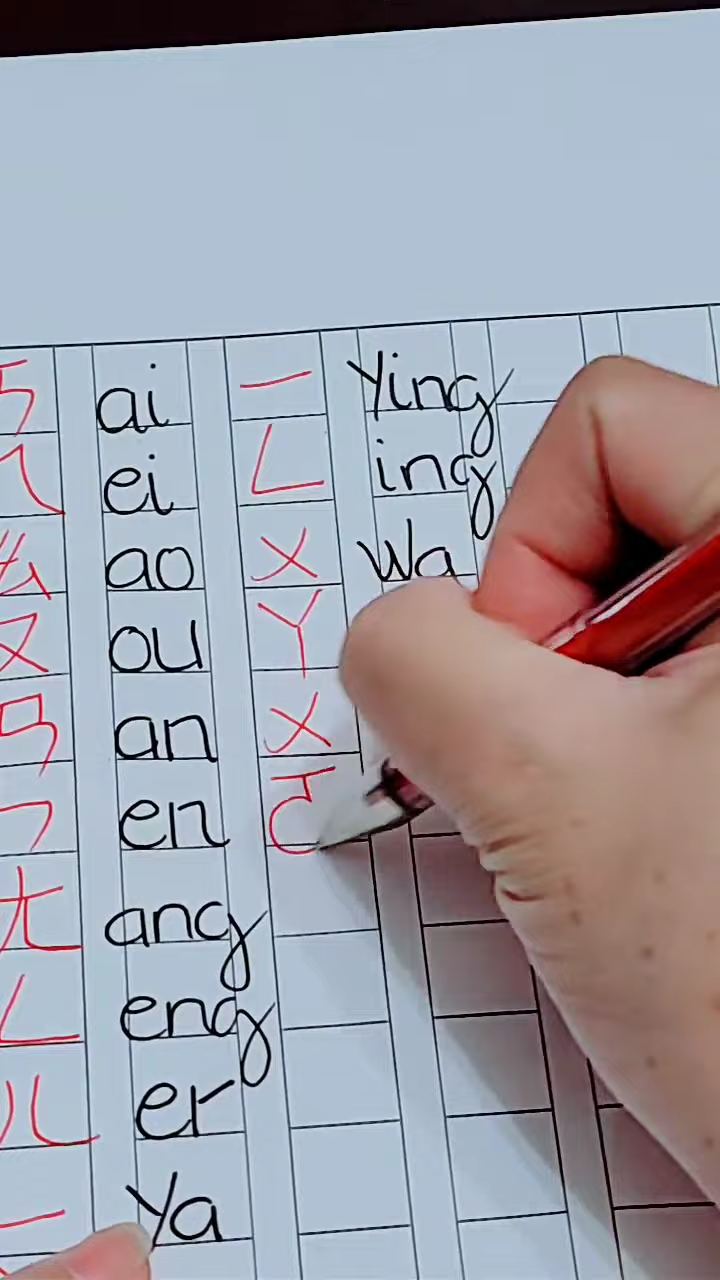 ㄞ ai ㄧ Ying
ㄟ ei ㄥ ing
ㄠ ao ㄨ Wa
ㄡ ou ㄚ
ㄢ an ㄨ
ㄣ en ㄛ
ㄤ ang
ㄥ eng
ㄦ er
ㄧ Ya